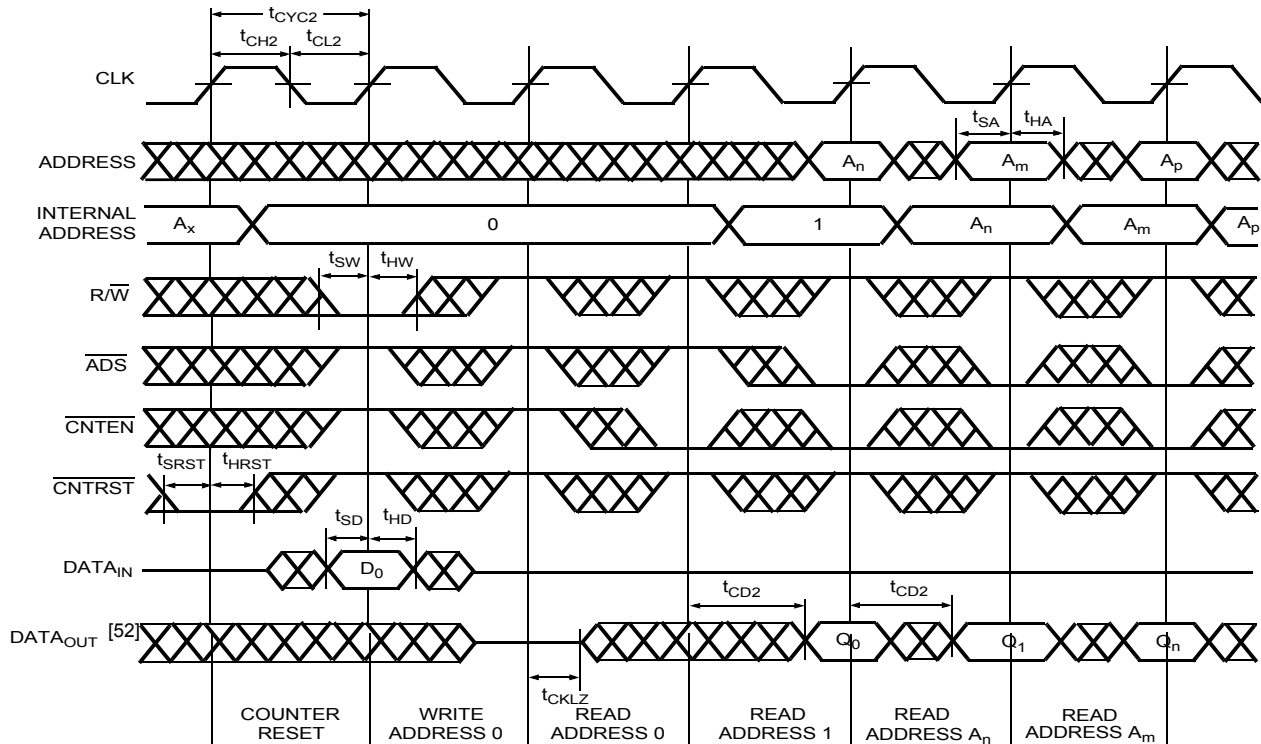 tCYC2
tCH2 tCL2
CLK
tSA tHA
ADDRESS An Am Ap
INTERNAL ADDRESS Ax 0 1 An Am Ap
tSW tHW
R/W
ADS
CNTEN
tSRST tHRST
CNTRST
tSD tHD
DATAIN D0
tCD2 tCD2
DATAOUT [52] Q0 Q1 Qn
tCKLZ
COUNTER RESET
WRITE ADDRESS 0
READ ADDRESS 0
READ ADDRESS 1
READ ADDRESS An
READ ADDRESS Am